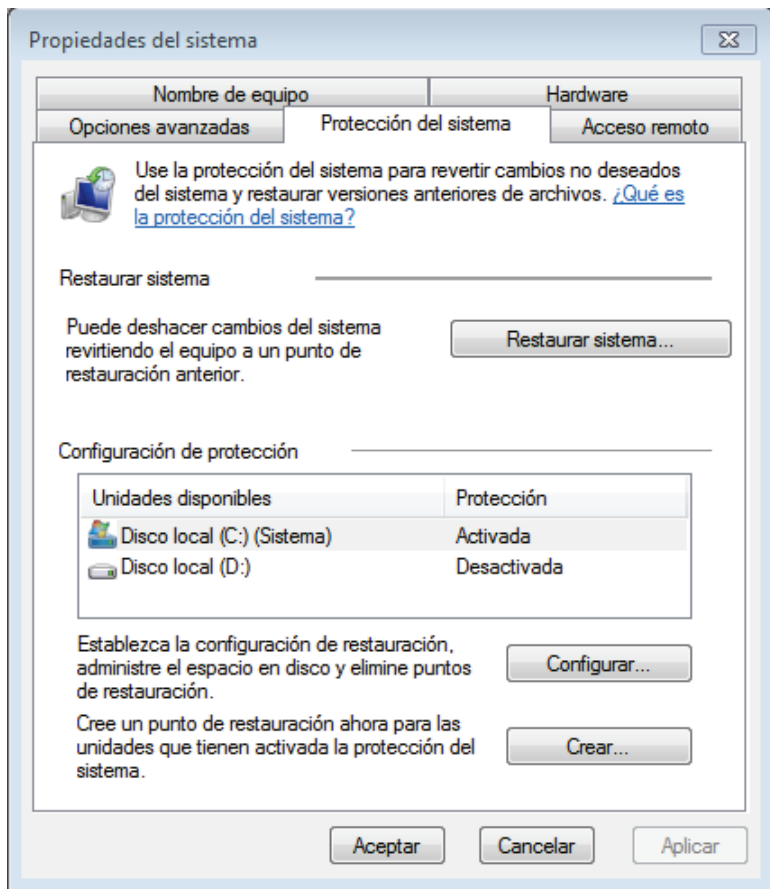 Propiedades del sistema
Nombre de equipo
Hardware
Opciones avanzadas
Protección del sistema
Acceso remoto
Use la protección del sistema para revertir cambios no deseados
del sistema y restaurar versiones anteriores de archivos. ¿Qué es
la protección del sistema?
Restaurar sistema
Puede deshacer cambios del sistema
revirtiendo el equipo a un punto de
restauración anterior.
Restaurar sistema...
Configuración de protección
Unidades disponibles
Protección
Disco local (C:) (Sistema)
Activada
Disco local (D:)
Desactivada
Establezca la configuración de restauración,
administre el espacio en disco y elimine puntos
de restauración.
Configurar...
Cree un punto de restauración ahora para las
unidades que tienen activada la protección del
sistema.
Crear...
Aceptar
Cancelar
Aplicar